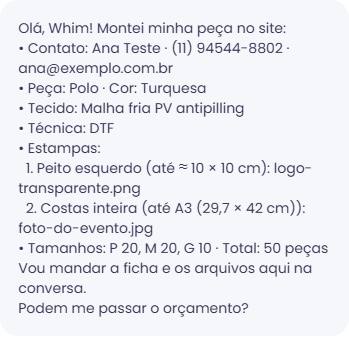 Olá, Whim! Montei minha peça no site:
• Contato: Ana Teste · (11) 94544-8802 ·
ana@exemplo.com.br
• Peça: Polo · Cor: Turquesa
• Tecido: Malha fria PV antipilling
• Técnica: DTF
• Estampas:
1. Peito esquerdo (até ≈ 10 × 10 cm): logo-
transparente.png
2. Costas inteira (até A3 (29,7 × 42 cm)):
foto-do-evento.jpg
• Tamanhos: P 20, M 20, G 10 · Total: 50 peças
Vou mandar a ficha e os arquivos aqui na
conversa.
Podem me passar o orçamento?